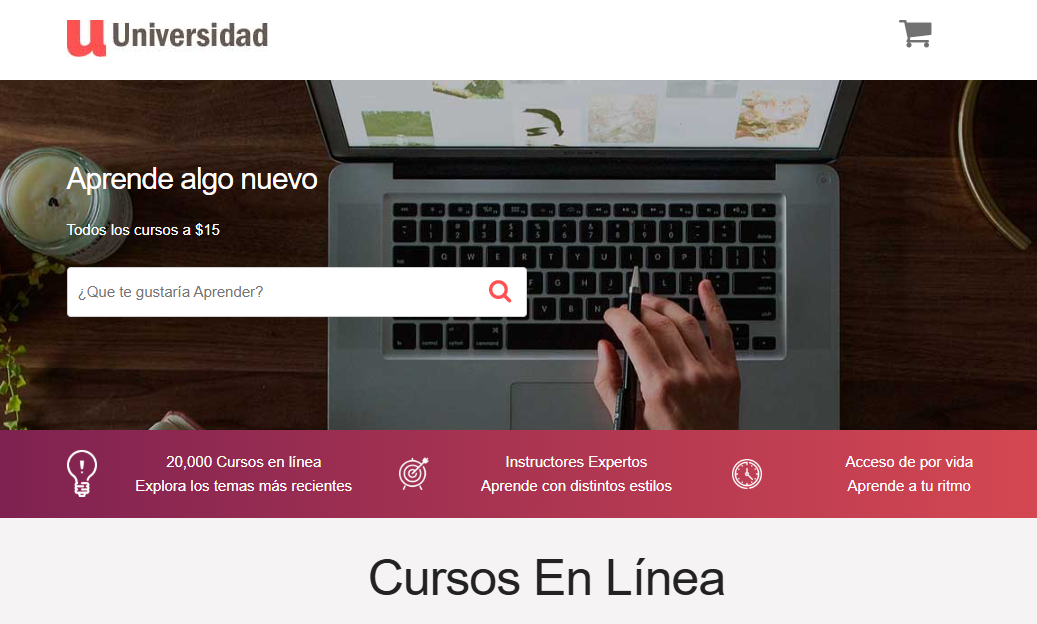 u Universidad
Aprende algo nuevo
Todos los cursos a $15
¿Que te gustaría Aprender?
20,000 Cursos en línea
Explora los temas más recientes
Instructores Expertos
Aprende con distintos estilos
Acceso de por vida
Aprende a tu ritmo
Cursos En Línea